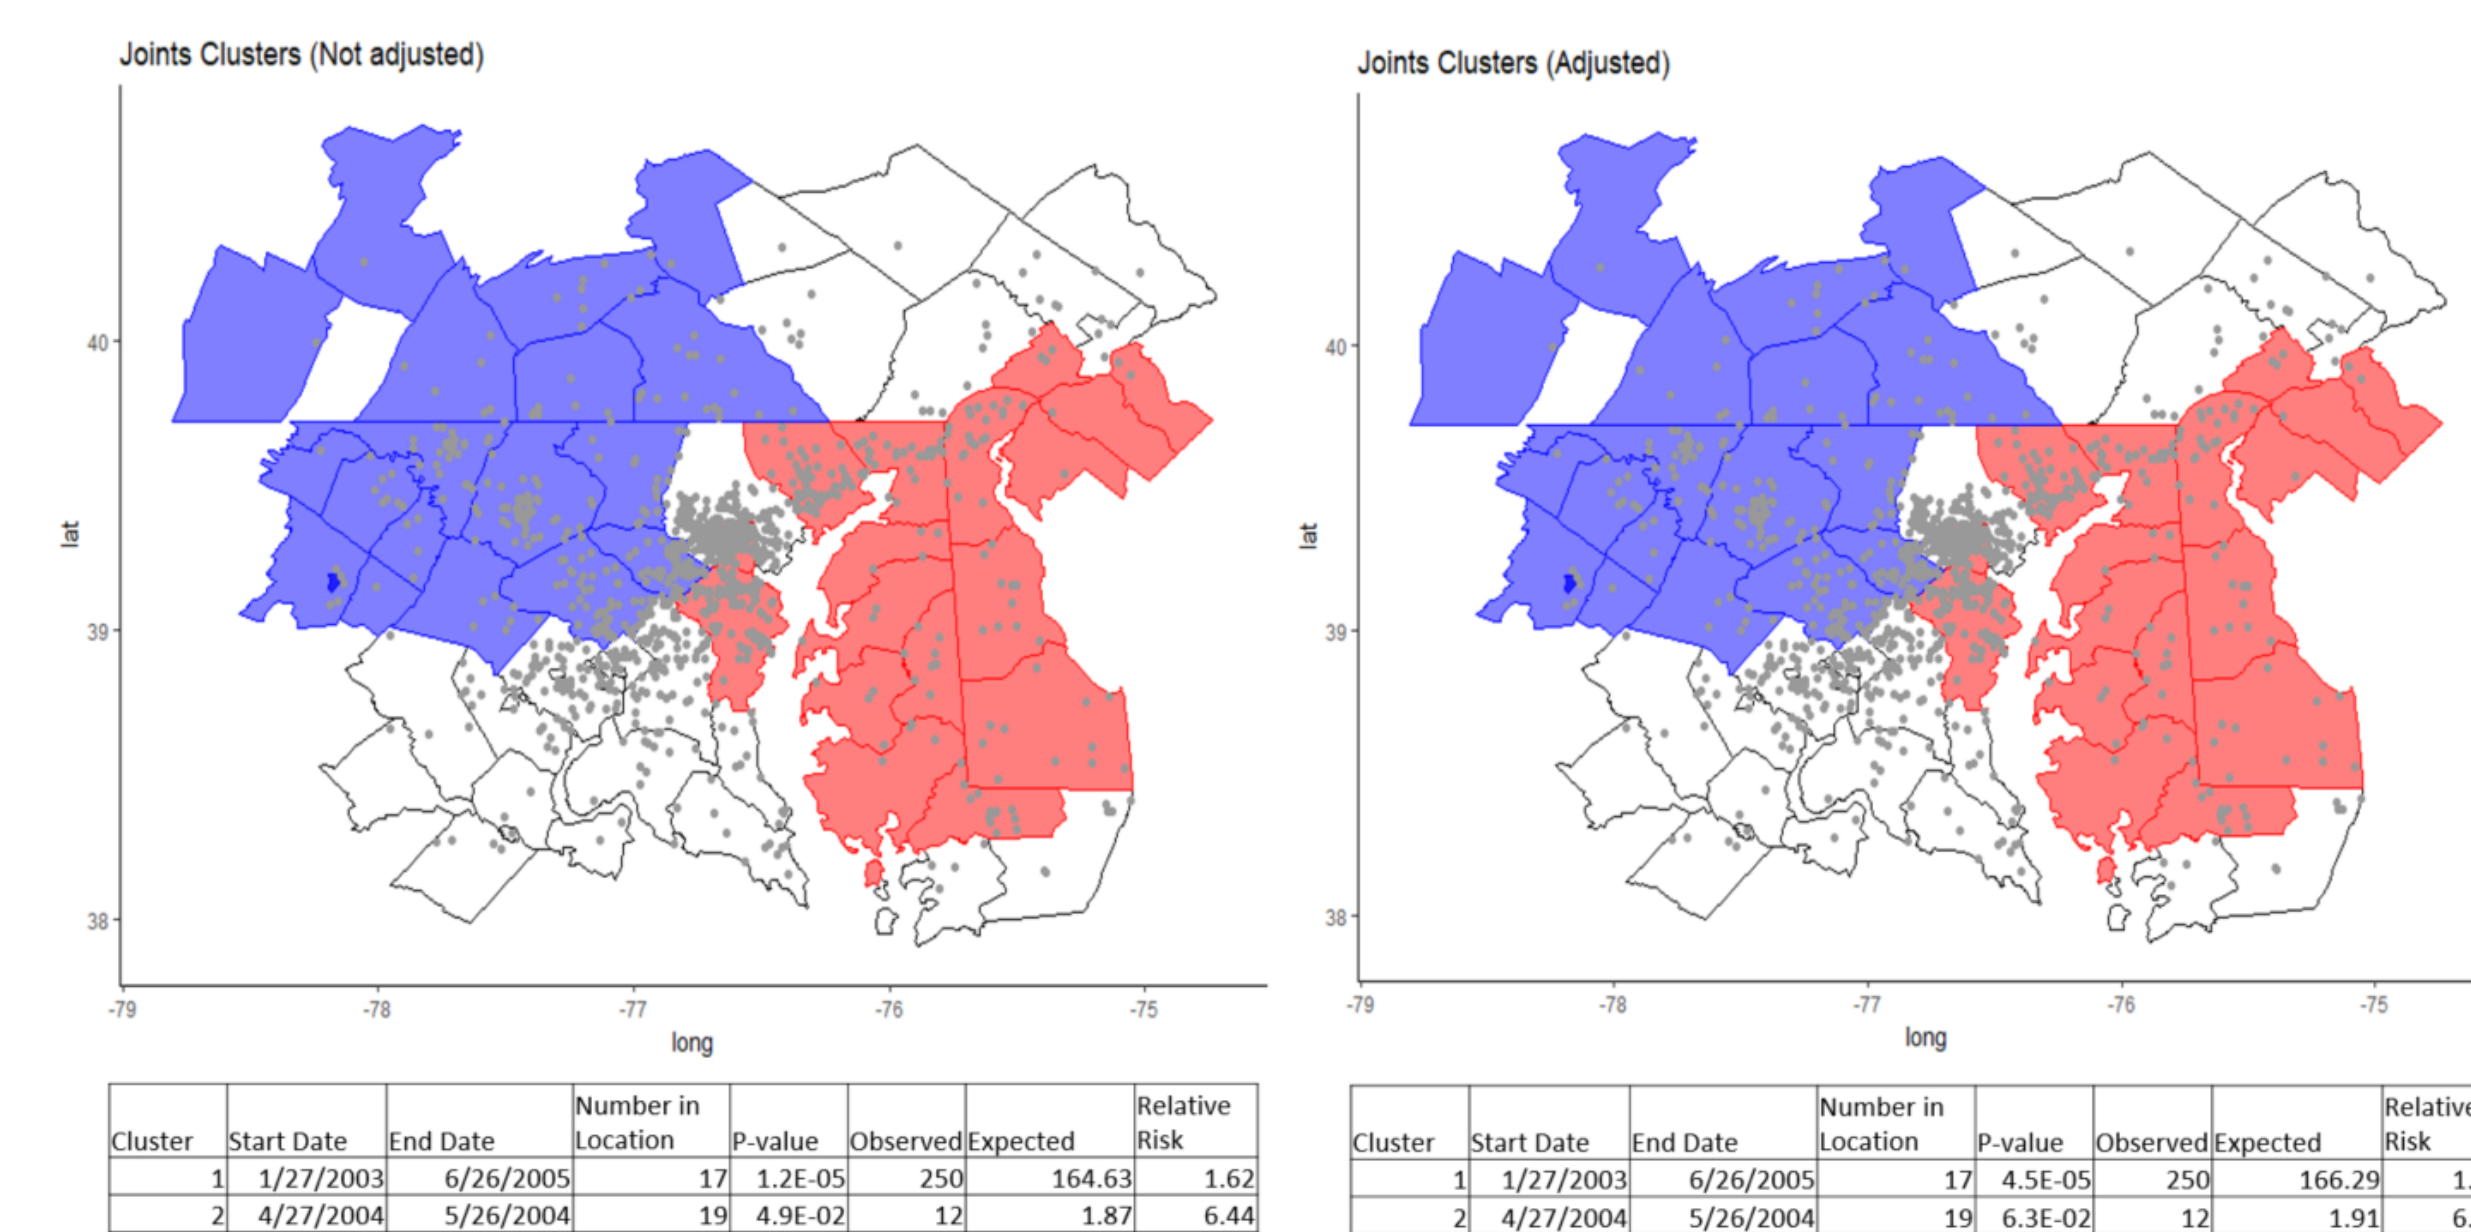 Joints Clusters (Not adjusted)
lat
40
39
38
-79 -78 -77 -76 -75
long
Cluster Start Date End Date Number in Location P-value Observed Expected Relative Risk
1 1/27/2003 6/26/2005 17 1.2E-05 250 164.63 1.62
2 4/27/2004 5/26/2004 19 4.9E-02 12 1.87 6.44
Joints Clusters (Adjusted)
lat
40
39
38
-79 -78 -77 -76 -75
long
Cluster Start Date End Date Number in Location P-value Observed Expected Relative Risk
1 1/27/2003 6/26/2005 17 4.5E-05 250 166.29 1.
2 4/27/2004 5/26/2004 19 6.3E-02 12 1.91 6.